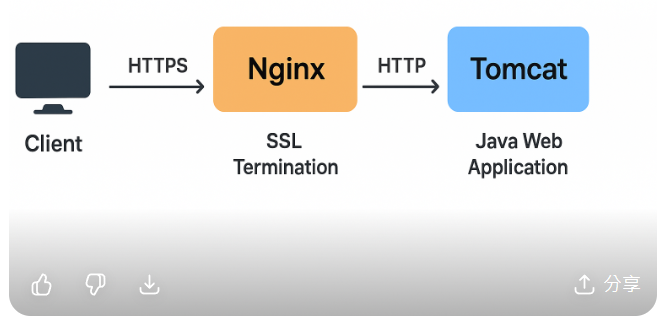 HTTPS
Nginx
HTTP
Tomcat
Client
SSL
Termination
Java Web
Application
分享